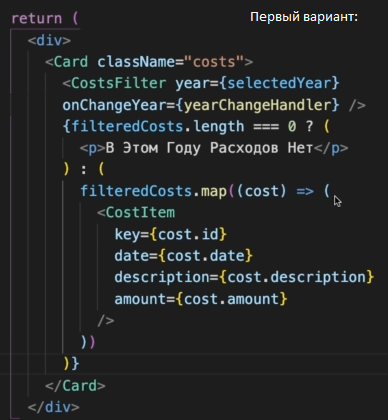 Первый вариант:
return (
<div>
<Card className="costs">
<CostsFilter year={selectedYear}
onChangeYear={yearChangeHandler} />
{filteredCosts.length === 0 ? (
<p>В Этом Году Расходов Нет</p>
) : (
filteredCosts.map((cost) => (
<CostItem
key={cost.id}
date={cost.date}
description={cost.description}
amount={cost.amount}
/>
))
)}
</Card>
</div>